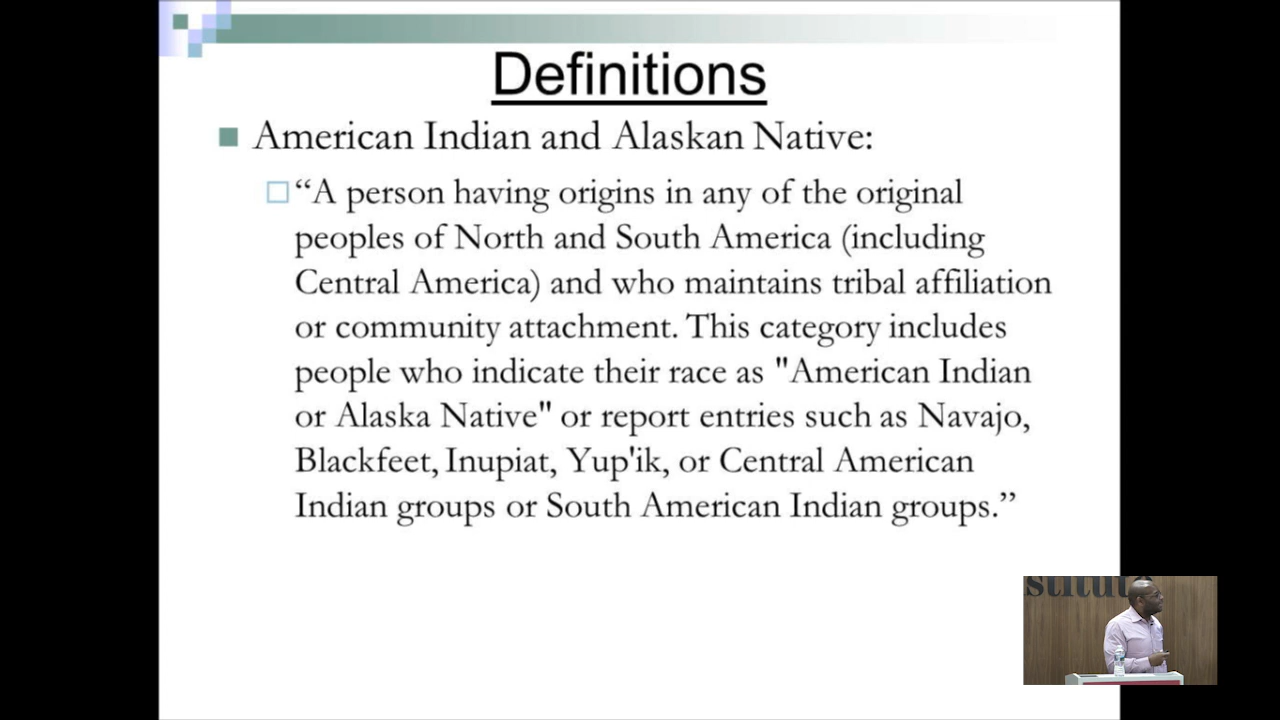 Definitions
American Indian and Alaskan Native:
“A person having origins in any of the original
peoples of North and South America (including
Central America) and who maintains tribal affiliation
or community attachment. This category includes
people who indicate their race as "American Indian
or Alaska Native" or report entries such as Navajo,
Blackfeet, Inupiat, Yup'ik, or Central American
Indian groups or South American Indian groups.”